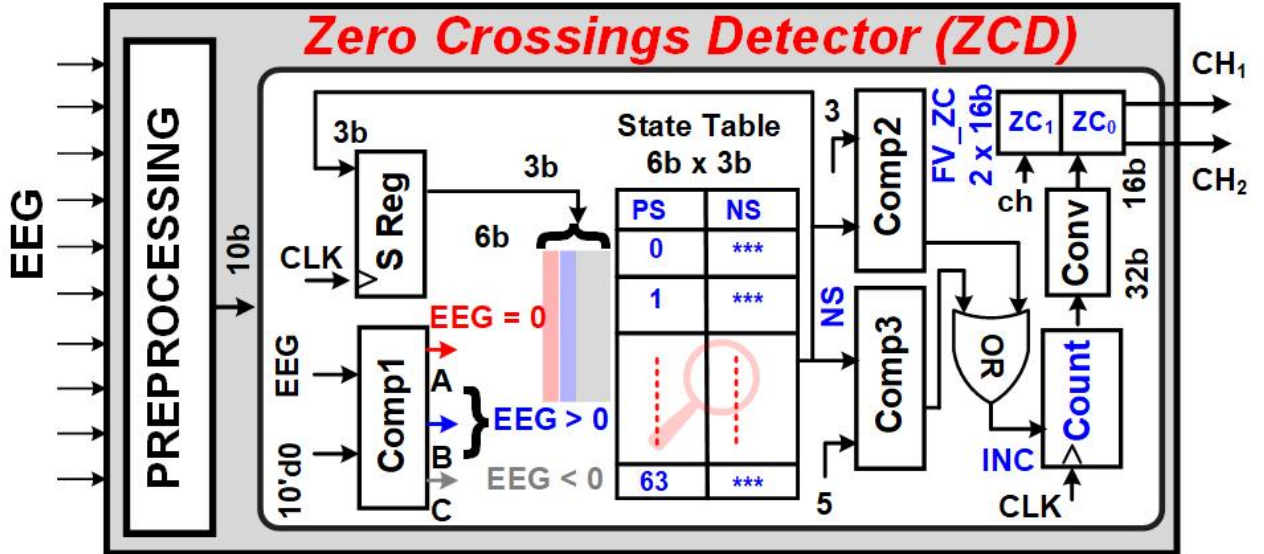 Zero Crossings Detector (ZCD)
EEG
PREPROCESSING
10b
3b
S Reg
CLK
3b
6b
EEG
10'd0
Comp1
A
B
C
EEG = 0
EEG > 0
EEG < 0
State Table
6b x 3b
PS NS
0 ***
1 ***
63 ***
3
Comp2
NS
Comp3
5
OR
INC
FV_ZC
2 x 16b
ZC1 ZC0
ch
Conv
16b
32b
Count
CLK
CH1
CH2